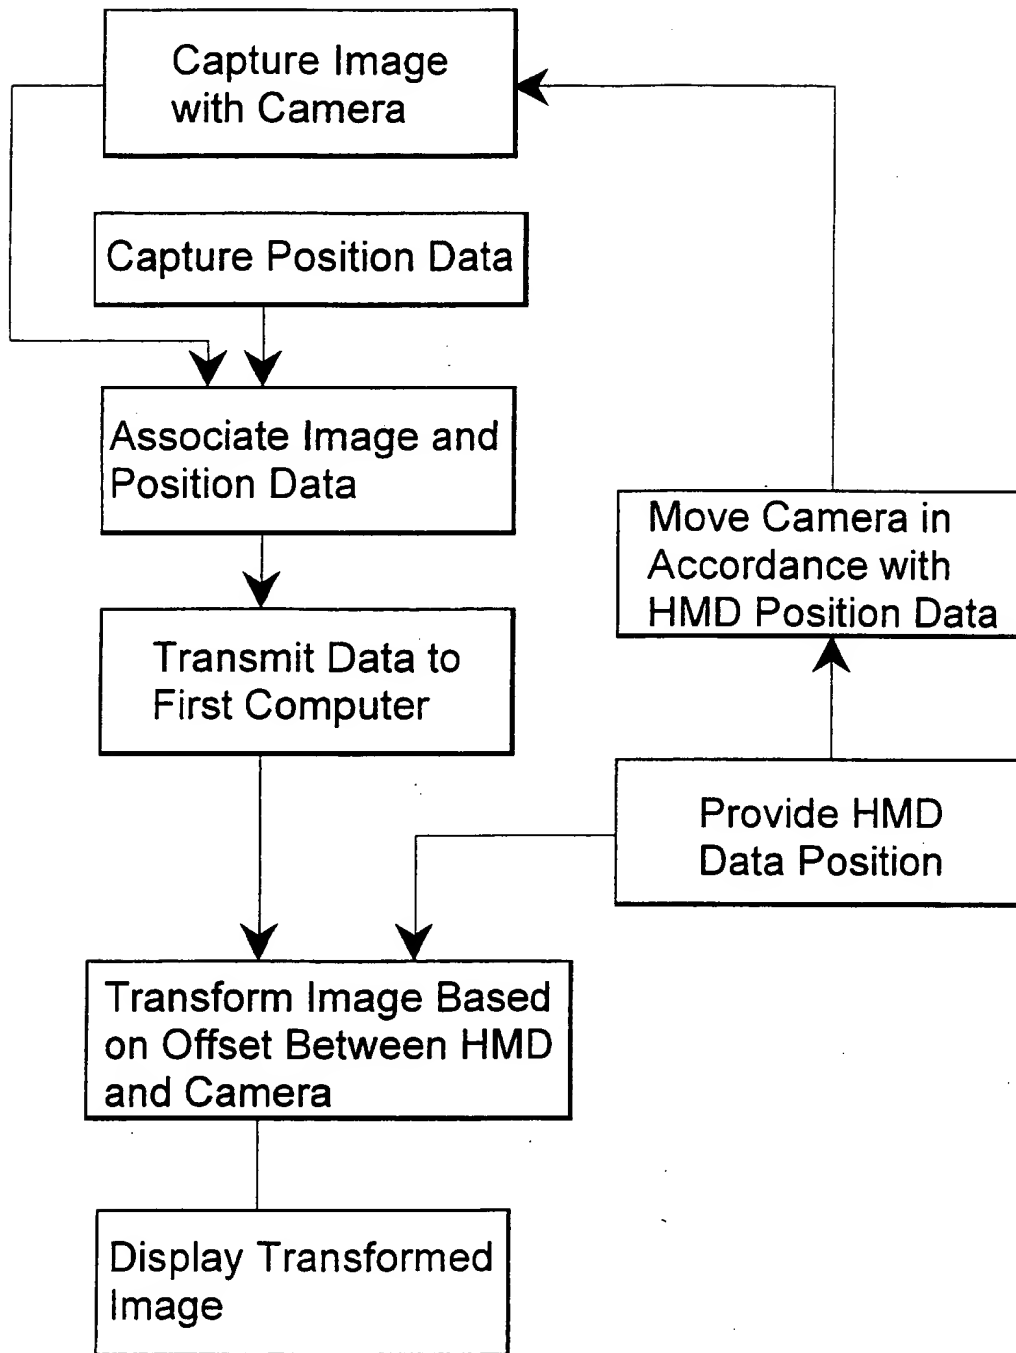 Capture Image
with Camera
Capture Position Data
Associate Image and
Position Data
Move Camera in
Accordance with
HMD Position Data
Transmit Data to
First Computer
Provide HMD
Data Position
Transform Image Based
on Offset Between HMD
and Camera
Display Transformed
Image